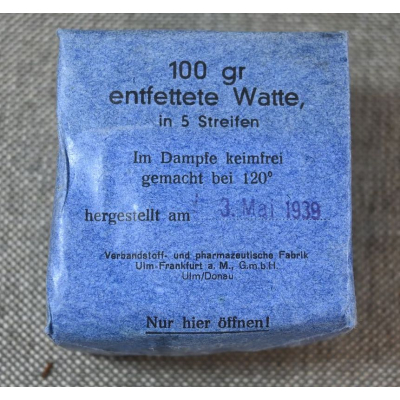 100 gr
entfettete Watte,
in 5 Streifen
Im Dampfe keimfrei
gemacht bei 120°
hergestellt am 3. Mai 1939
Verbandstoff- und pharmazeutische Fabrik
Ulm-Frankfurt a. M., G.m.b.H.
Ulm/Donau
Nur hier öffnen!